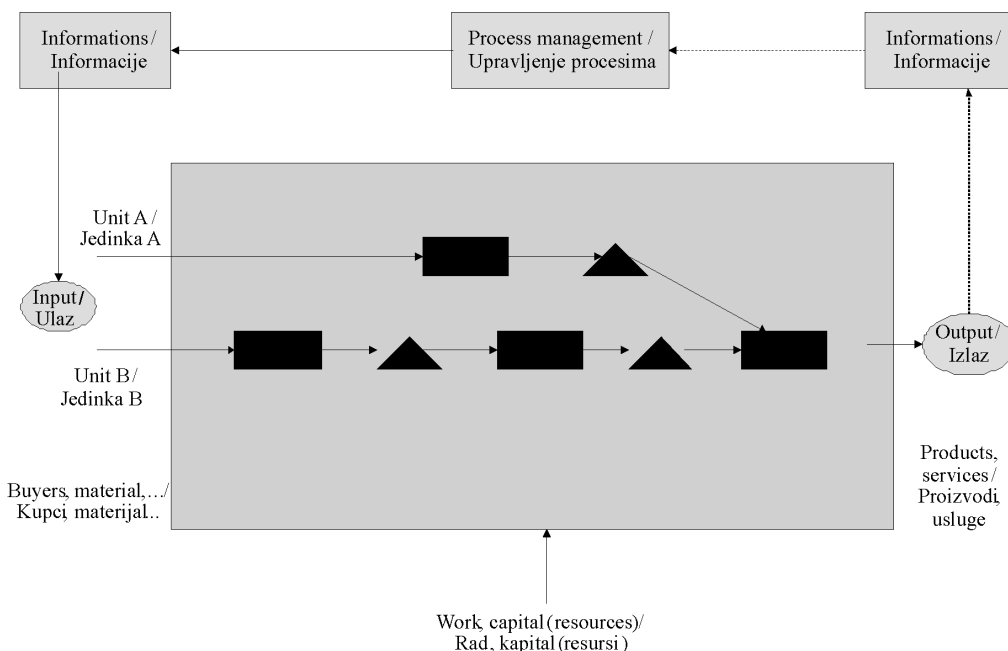 Informations /
Informacije
Process management /
Upravljenje procesima
Informations /
Informacije
Unit A /
Jedinka A
Input /
Ulaz
Unit B /
Jedinka B
Output /
Izlaz
Buyers, material,.../
Kupci, materijal...
Products,
services /
Proizvodi,
usluge
Work, capital (resources)/
Rad, kapital (resursi )